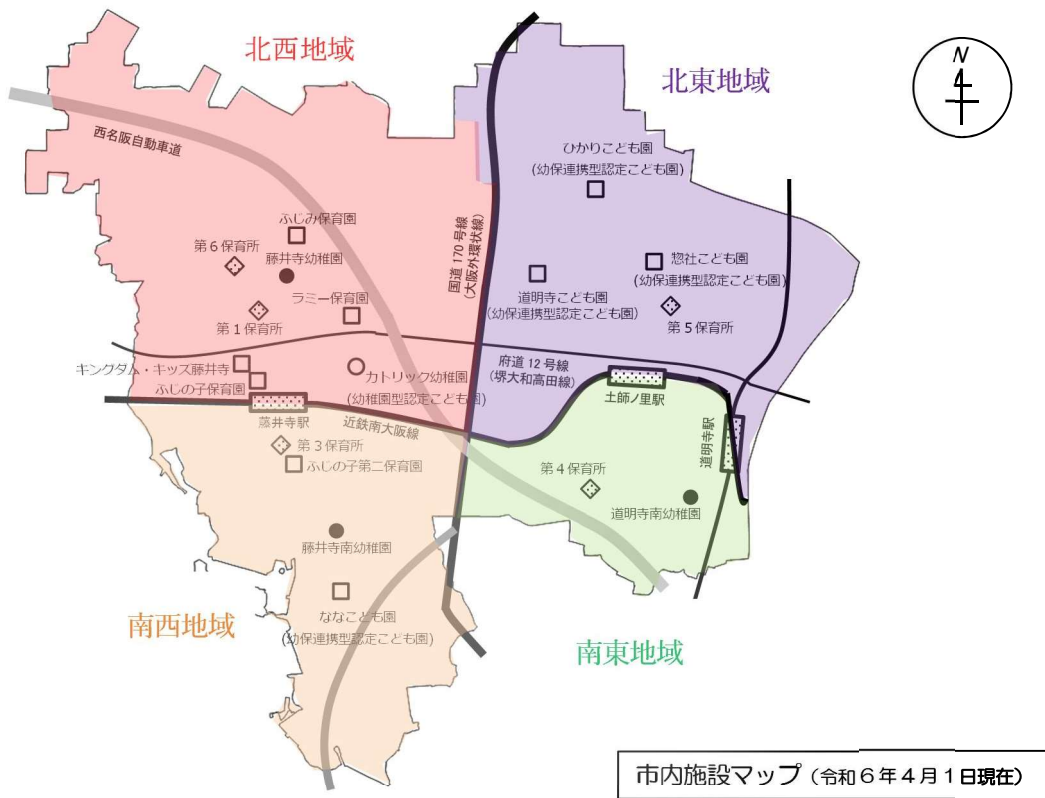 北西地域
北東地域
N
西名阪自動車道
ひかりこども園
(幼保連携型認定こども園)
ふじみ保育園
第6保育所
藤井寺幼稚園
国道170号線
(大阪外環状線)
惣社こども園
(幼保連携型認定こども園)
道明寺こども園
(幼保連携型認定こども園)
ラミー保育園
第1保育所
第5保育所
キングダム・キッズ藤井寺
ふじの子保育園
カトリック幼稚園
(幼稚園型認定こども園)
府道12号線
(堺大和高田線)
土師ノ里駅
藤井寺駅
近鉄南大阪線
道明寺駅
第3保育所
ふじの子第二保育園
第4保育所
道明寺南幼稚園
藤井寺南幼稚園
ななこども園
(幼保連携型認定こども園)
南西地域
南東地域
市内施設マップ(令和6年4月1日現在)